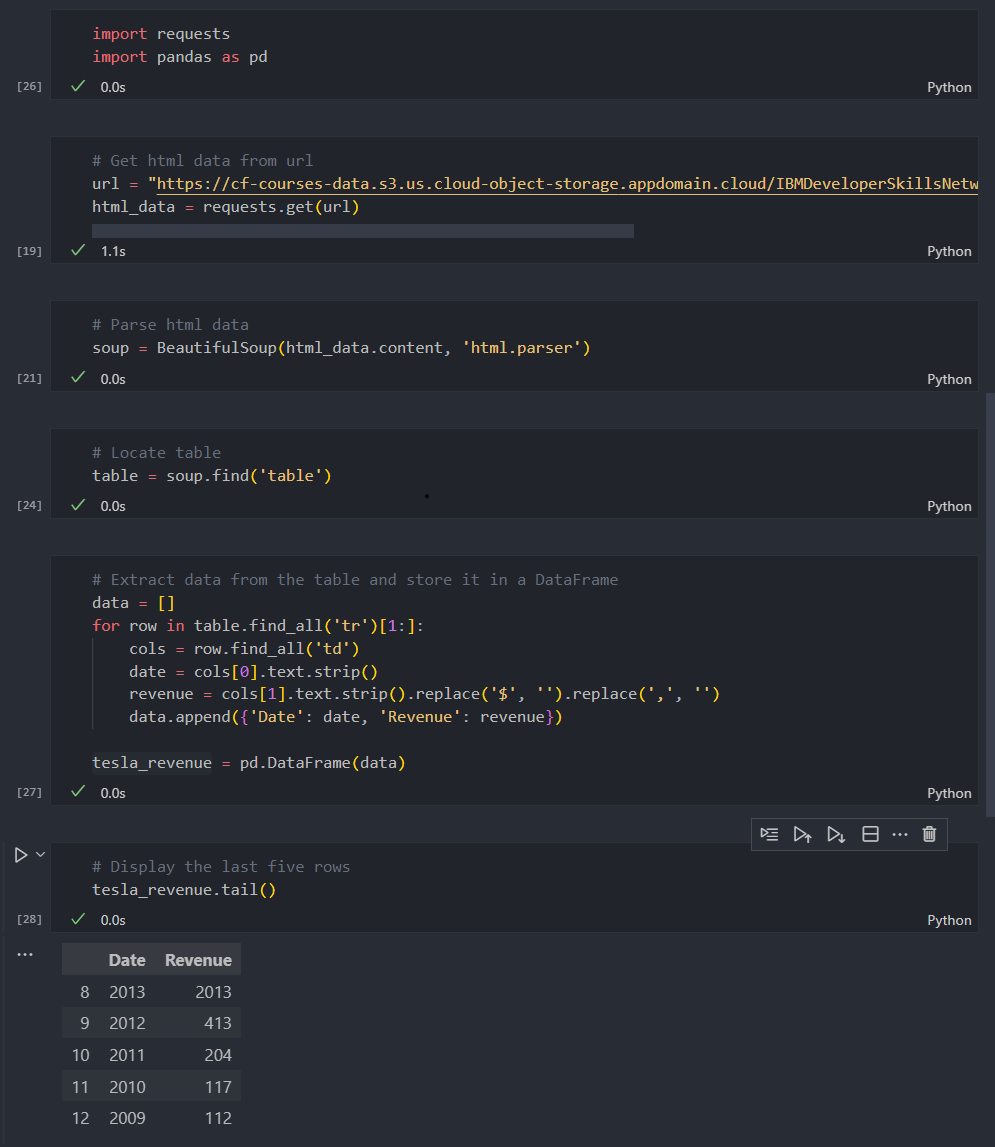 import requests
import pandas as pd
[26]
0.0s
Python
# Get html data from url
url = "https://cf-courses-data.s3.us.cloud-object-storage.appdomain.cloud/IBMDeveloperSkillsNetw
html_data = requests.get(url)
[19]
1.1s
Python
# Parse html data
soup = BeautifulSoup(html_data.content, 'html.parser')
[21]
0.0s
Python
# Locate table
table = soup.find('table')
[24]
0.0s
Python
# Extract data from the table and store it in a DataFrame
data = []
for row in table.find_all('tr')[1:]:
    cols = row.find_all('td')
    date = cols[0].text.strip()
    revenue = cols[1].text.strip().replace('$', '').replace(',', '')
    data.append({'Date': date, 'Revenue': revenue})
tesla_revenue = pd.DataFrame(data)
[27]
0.0s
Python
# Display the last five rows
tesla_revenue.tail()
[28]
0.0s
Python
Date Revenue
8 2013 2013
9 2012 413
10 2011 204
11 2010 117
12 2009 112